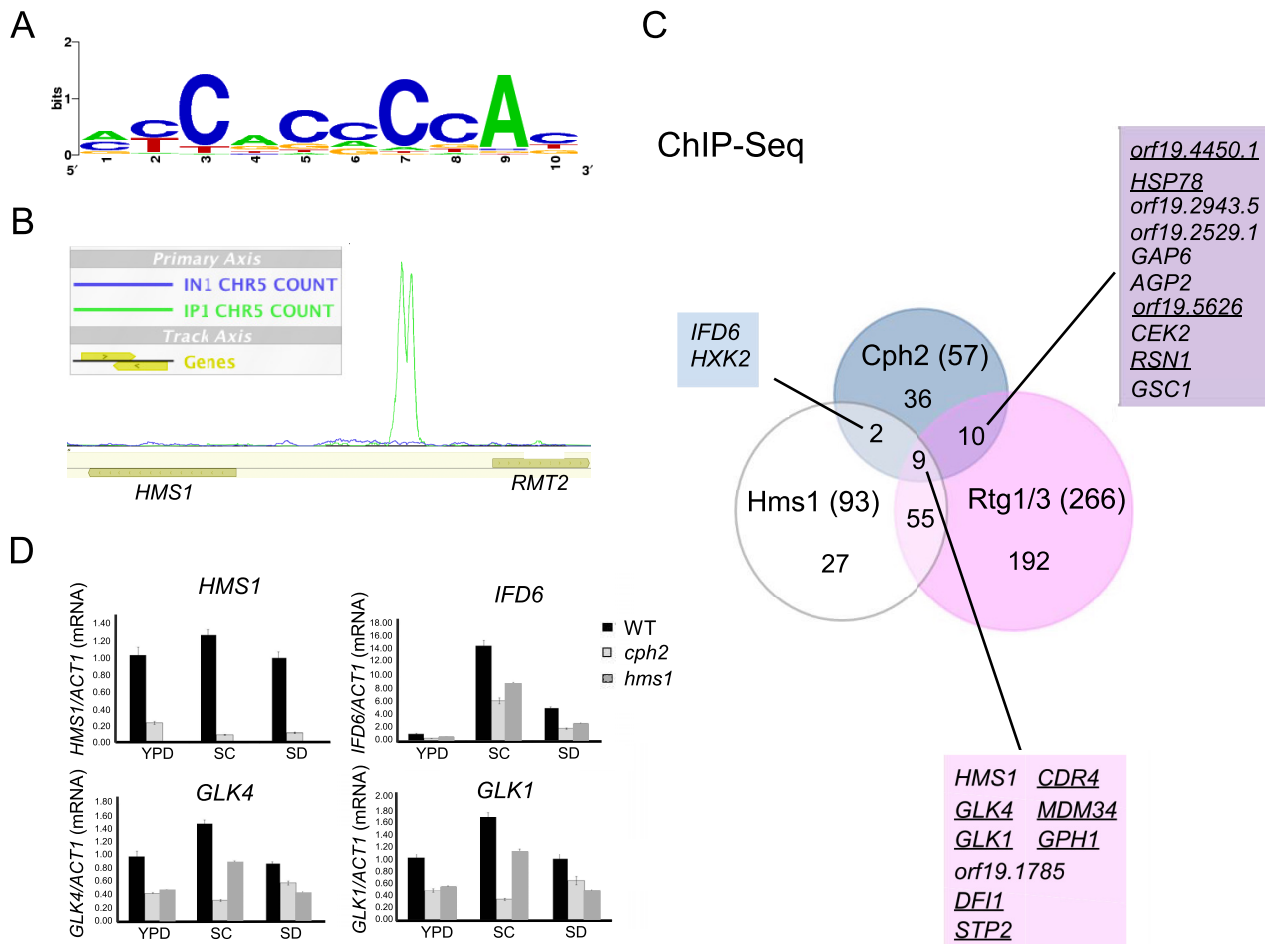 A
2
1
0
bits
C C A C C C C A C
A T
C
5′
1 2 3 4 5 6 7 8 9 10
3′
B
Primary Axis
IN1 CHR5 COUNT
IP1 CHR5 COUNT
Track Axis
Genes
HMS1
RMT2
C
ChIP-Seq
orf19.4450.1
HSP78
orf19.2943.5
orf19.2529.1
GAP6
AGP2
orf19.5626
CEK2
RSN1
GSC1
IFD6
HXK2
Cph2 (57)
36
2
10
9
Hms1 (93)
Rtg1/3 (266)
55
27
192
HMS1
CDR4
GLK4
MDM34
GLK1
GPH1
orf19.1785
DFI1
STP2
D
HMS1
HMS1/ACT1 (mRNA)
1.40
1.20
1.00
0.80
0.60
0.40
0.20
0.00
YPD SC SD
IFD6
IFD6/ACT1 (mRNA)
18.00
16.00
14.00
12.00
10.00
8.00
6.00
4.00
2.00
0.00
YPD SC SD
WT
cph2
hms1
GLK4
GLK4/ACT1 (mRNA)
1.80
1.60
1.40
1.20
1.00
0.80
0.60
0.40
0.20
0.00
YPD SC SD
GLK1
GLK1/ACT1 (mRNA)
2.00
1.80
1.60
1.40
1.20
1.00
0.80
0.60
0.40
0.20
0.00
YPD SC SD